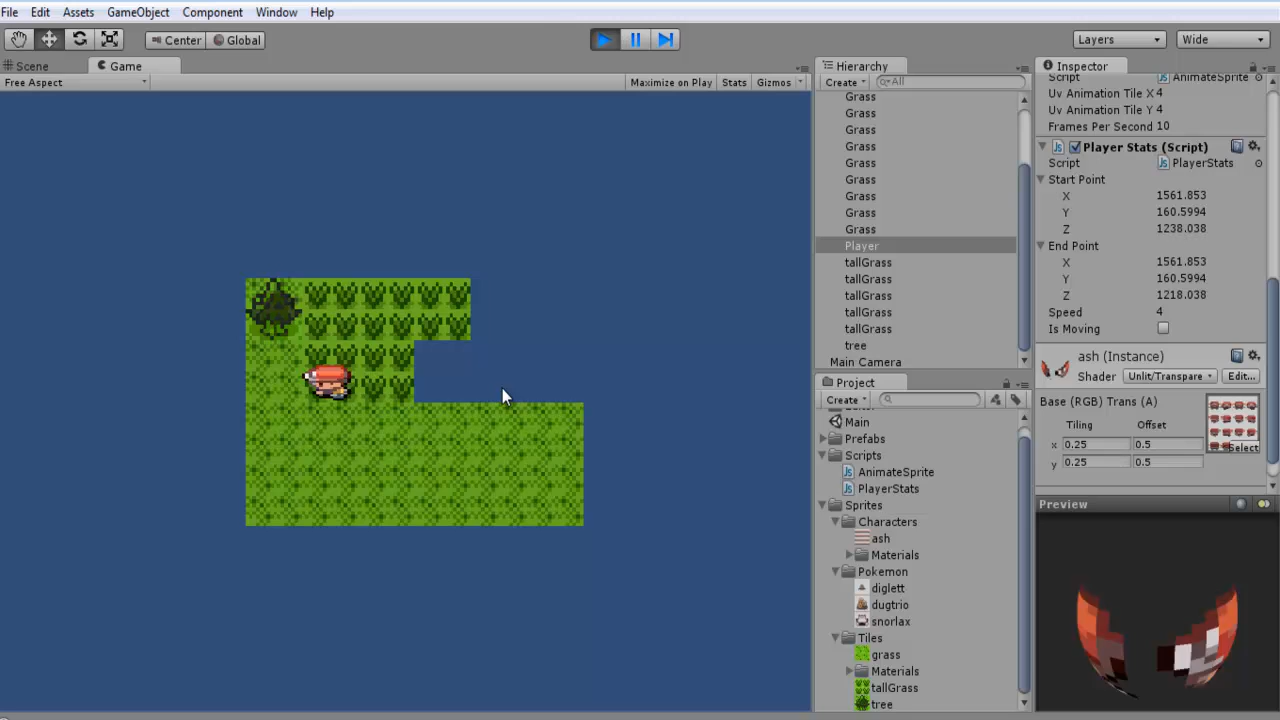 File Edit Assets GameObject Component Window Help
Center Global Layers Wide
Scene Game
Free Aspect Maximize on Play Stats Gizmos
Hierarchy
Create All
Grass
Grass
Grass
Grass
Grass
Grass
Grass
Grass
Grass
Player
tallGrass
tallGrass
tallGrass
tallGrass
tallGrass
tree
Main Camera
Project
Create
Main
Prefabs
Scripts
AnimateSprite
PlayerStats
Sprites
Characters
ash
Materials
Pokemon
diglett
dugtrio
snorlax
Tiles
grass
Materials
tallGrass
tree
Inspector
Script AnimateSprite
Uv Animation Tile X 4
Uv Animation Tile Y 4
Frames Per Second 10
Player Stats (Script)
Script PlayerStats
Start Point
X 1561.853
Y 160.5994
Z 1238.038
End Point
X 1561.853
Y 160.5994
Z 1218.038
Speed 4
Is Moving
ash (Instance)
Shader Unlit/Transpare Edit...
Base (RGB) Trans (A)
Tiling Offset
x 0.25 0.5
y 0.25 0.5
Select
Preview